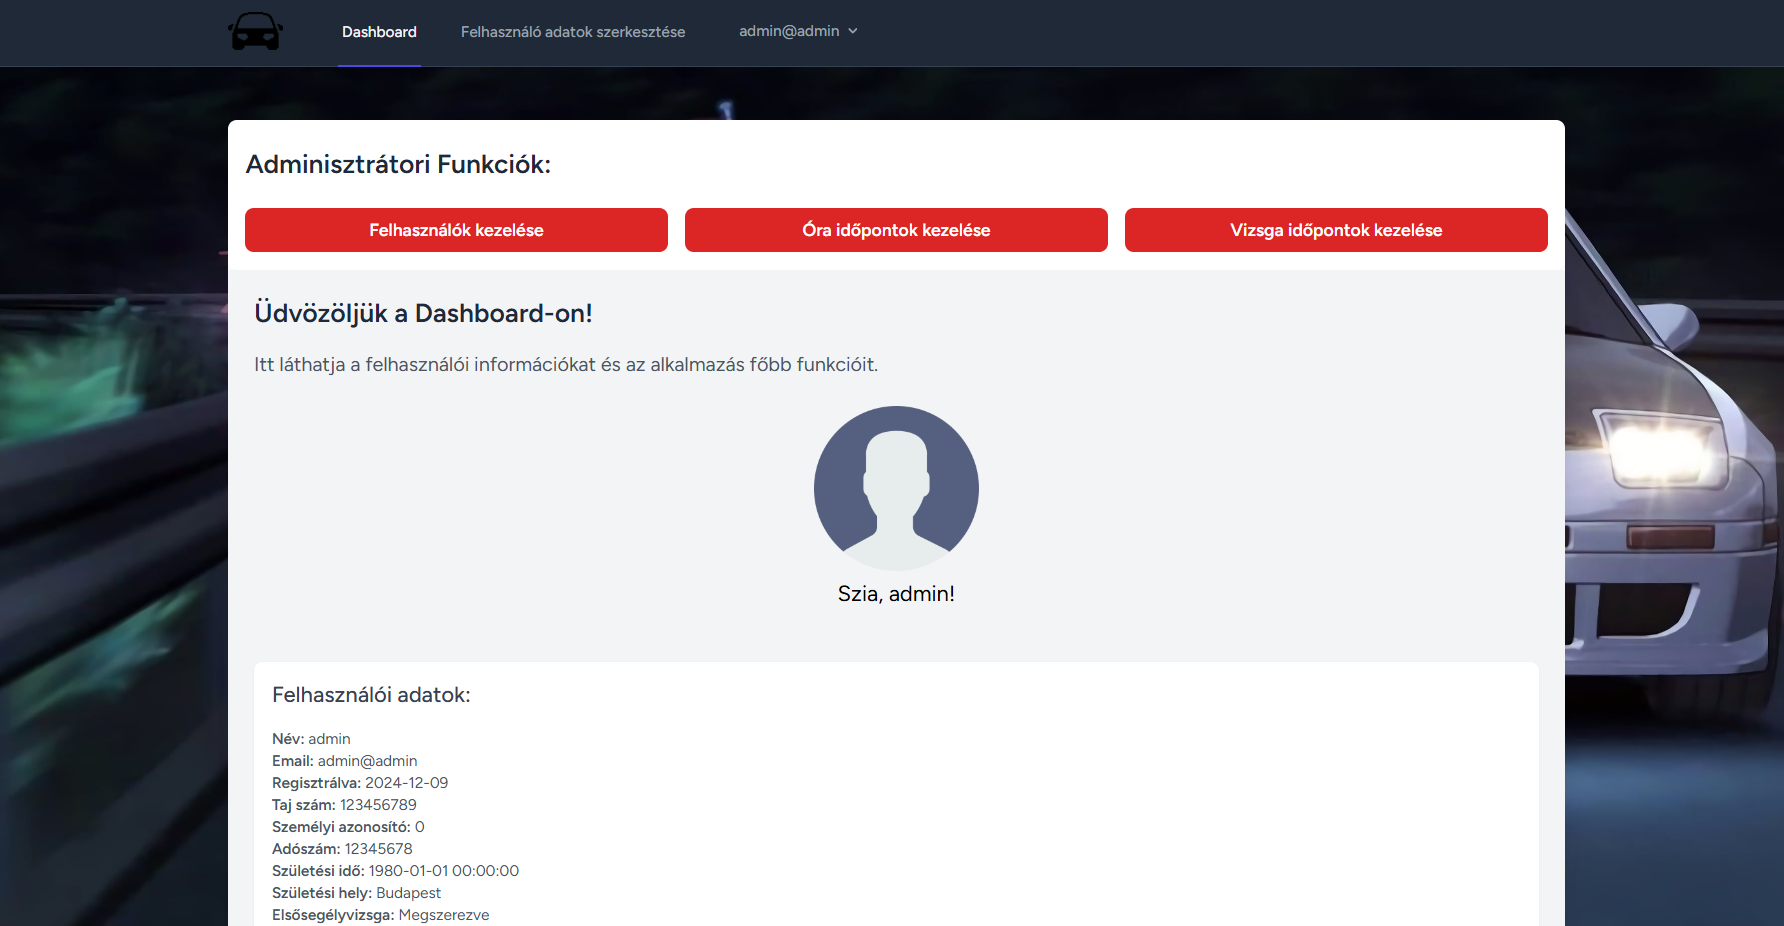 Dashboard
Felhasználó adatok szerkesztése
admin@admin
Adminisztrátori Funkciók:
Felhasználók kezelése
Óra időpontok kezelése
Vizsga időpontok kezelése
Üdvözöljük a Dashboard-on!
Itt láthatja a felhasználói információkat és az alkalmazás főbb funkcióit.
Szia, admin!
Felhasználói adatok:
Név: admin
Email: admin@admin
Regisztrálva: 2024-12-09
Taj szám: 123456789
Személyi azonosító: 0
Adószám: 12345678
Születési idő: 1980-01-01 00:00:00
Születési hely: Budapest
Elsősegélyvizsga: Megszerezve